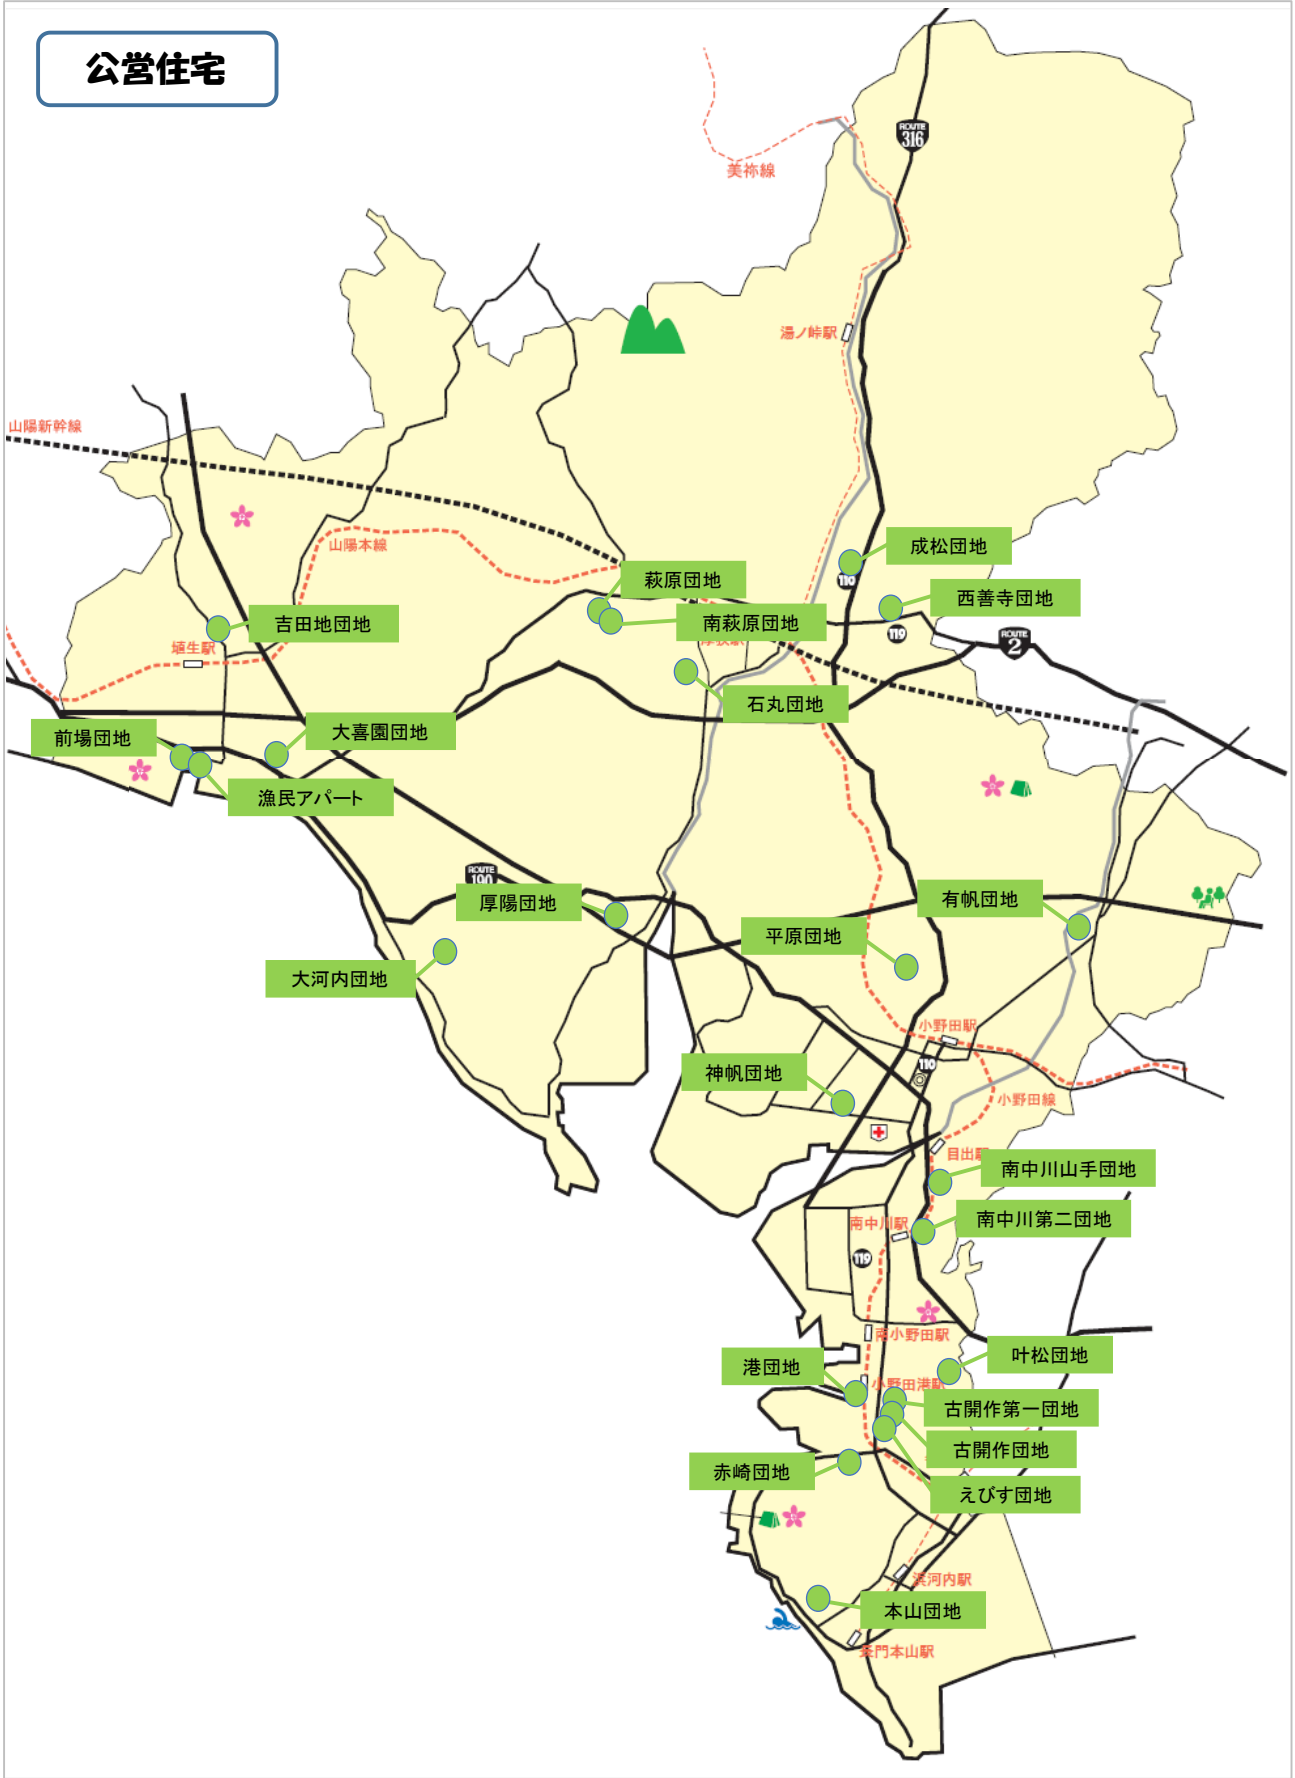 公営住宅
ROUTE
316
美祢線
湯ノ峠駅
山陽新幹線
山陽本線
成松団地
110
萩原団地
西善寺団地
南萩原団地
吉田地団地
119
ROUTE
2
埴生駅
石丸団地
大喜園団地
前場団地
漁民アパート
ROUTE
190
厚陽団地
有帆団地
平原団地
大河内団地
小野田駅
110
神帆団地
小野田線
目出駅
南中川山手団地
南中川第二団地
南中川駅
119
南小野田駅
叶松団地
港団地
小野田港駅
古開作第一団地
古開作団地
赤崎団地
えびす団地
浜河内駅
本山団地
長門本山駅